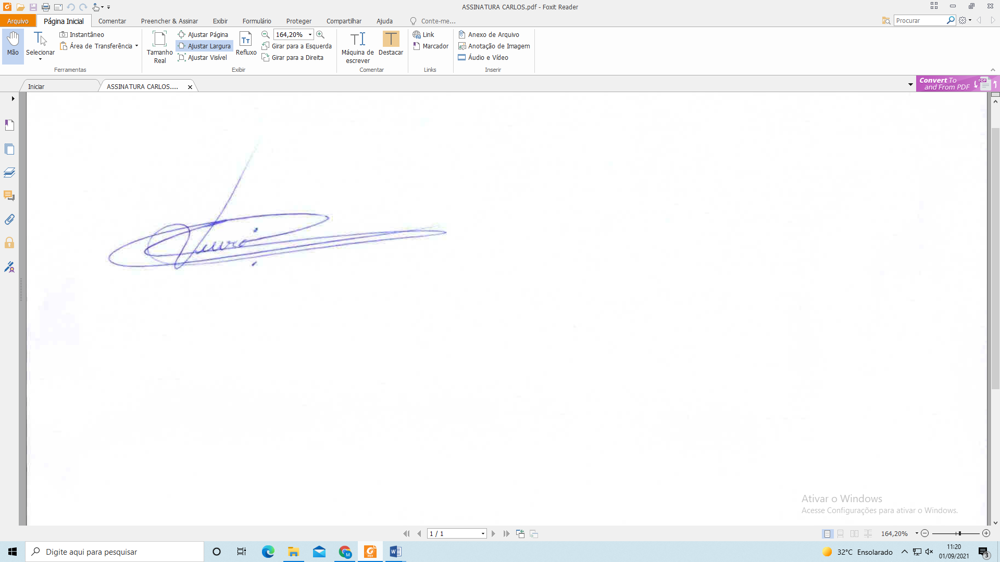 ASSINATURA CARLOS.pdf - Foxit Reader
Arquivo Página Inicial Comentar Preencher & Assinar Exibir Formulário Proteger Compartilhar Ajuda Conte-me... Procurar
Mão
Selecionar
Instantâneo
Área de Transferência
Ferramentas
Tamanho
Real
Ajustar Página
Ajustar Largura
Ajustar Visível
Refluxo
164,20%
Girar para a Esquerda
Girar para a Direita
Exibir
Máquina de
escrever
Destacar
Comentar
Link
Marcador
Links
Anexo de Arquivo
Anotação de Imagem
Áudio e Vídeo
Inserir
Iniciar ASSINATURA CARLOS....
Convert To
and From PDF
PDF
Ativar o Windows
Acesse Configurações para ativar o Windows.
1 / 1 164,20%
Digite aqui para pesquisar
32°C Ensolarado
11:20
01/09/2021
3